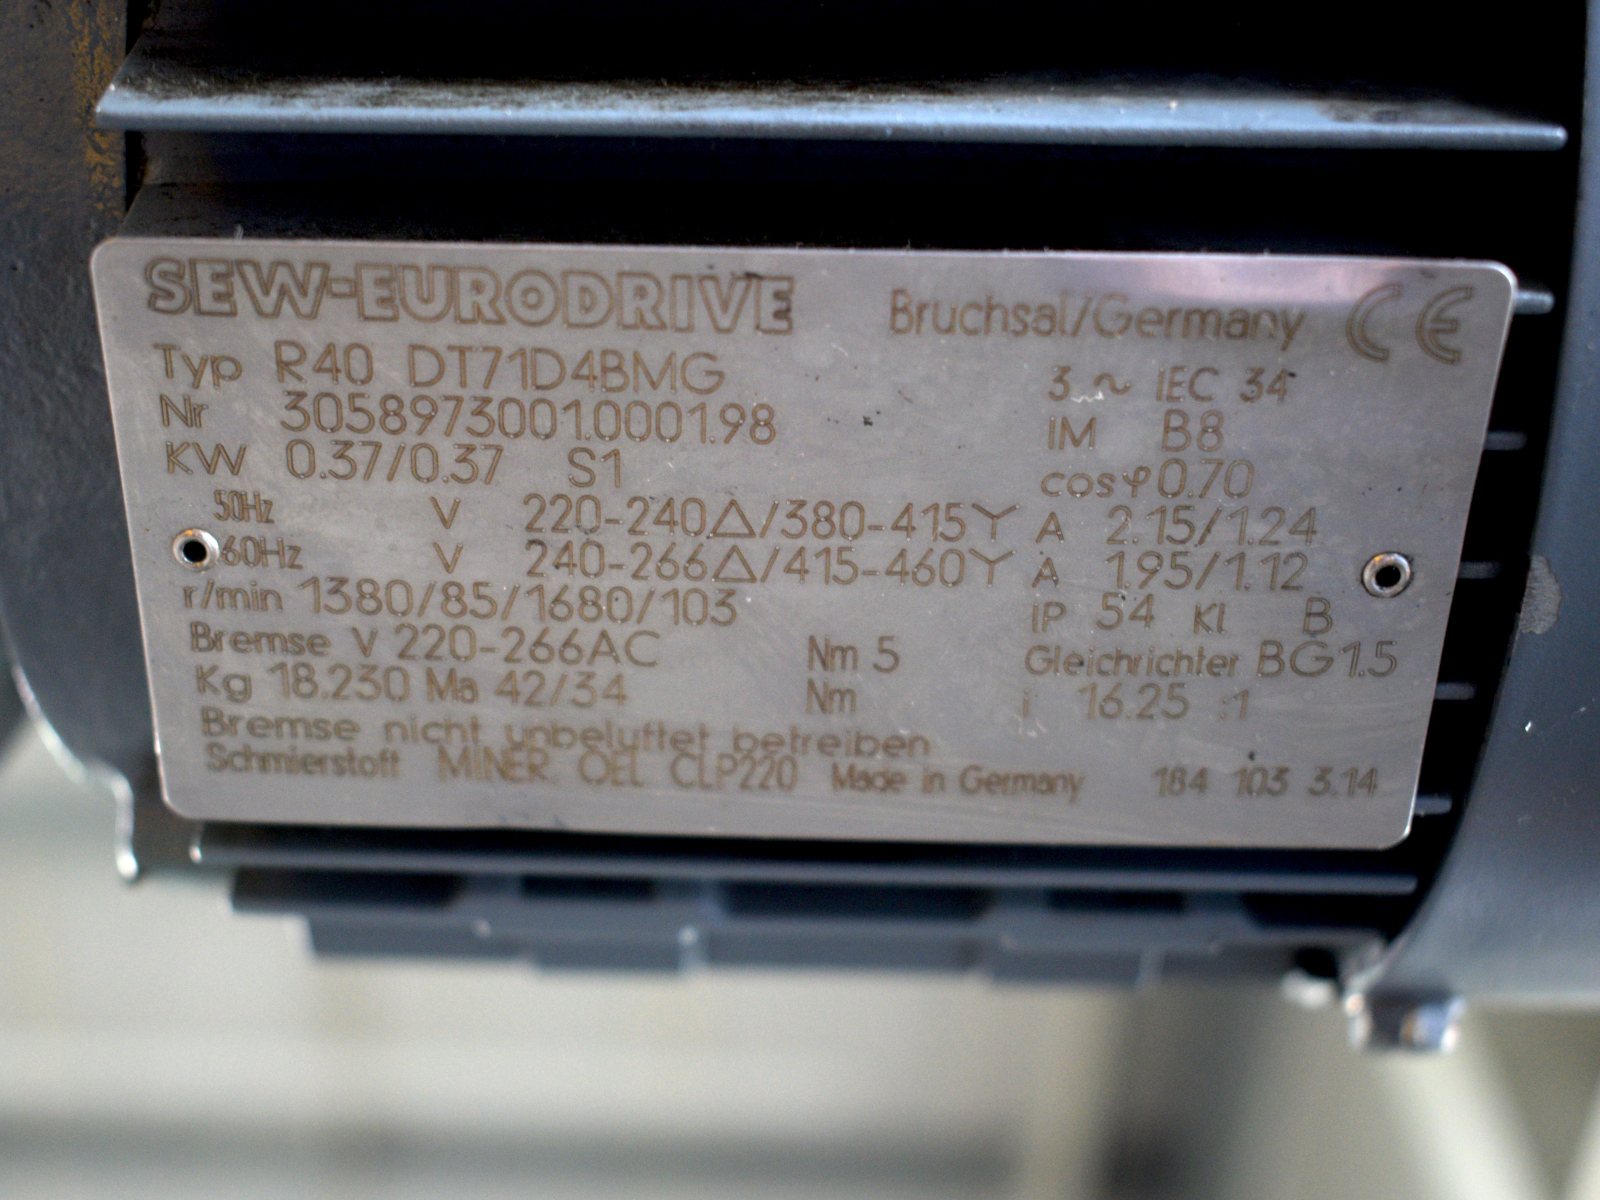 SEW-EURODRIVE Bruchsal/Germany CE
Typ R40 DT71D4BMG 3 ~ IEC 34
Nr 3058973001.0001.98 IM B8
KW 0.37/0.37 S1 cosφ 0.70
50Hz V 220-240△/380-415Y A 2.15/1.24
60Hz V 240-266△/415-460Y A 1.95/1.12
r/min 1380/85/1680/103 IP 54 Kl B
Bremse V 220-266AC Nm 5 Gleichrichter BG1.5
Kg 18.230 Ma 42/34 Nm i 16.25 :1
Bremse nicht unbeluftet betreiben
Schmierstoff MINER. OEL CLP220 Made in Germany 184 103 3.14